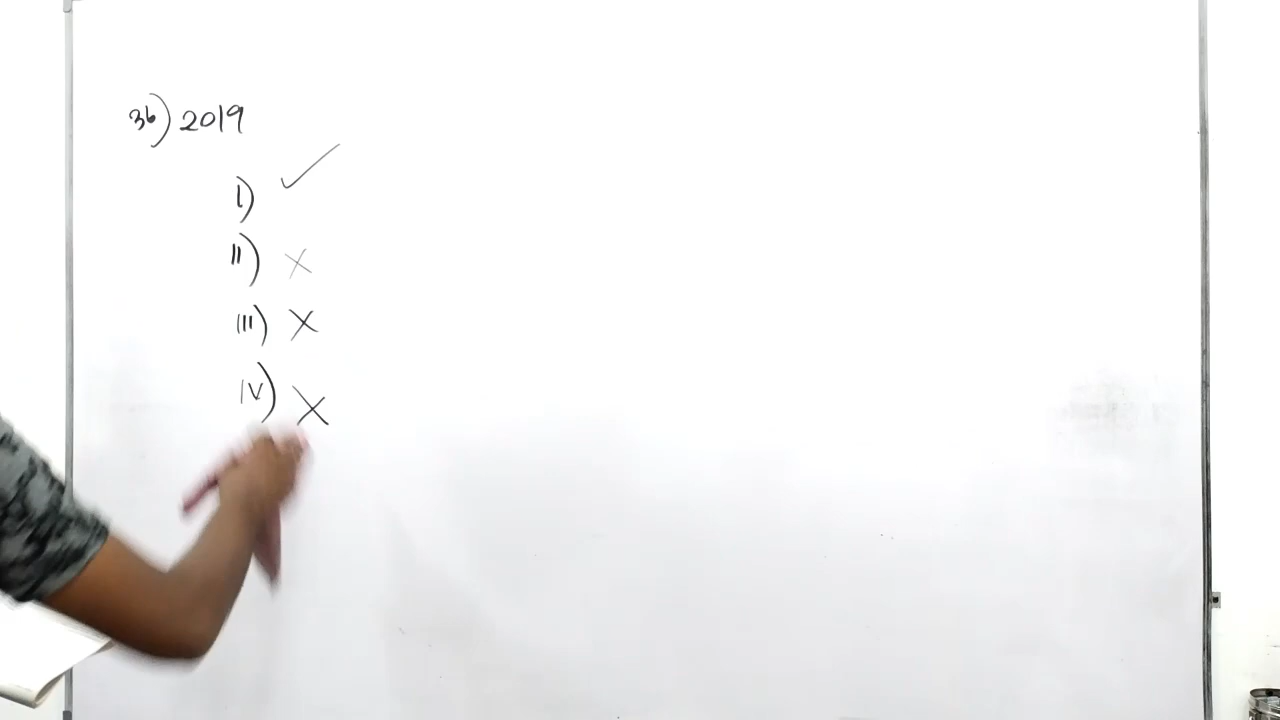 36) 2019
I) ✓
II) ×
III) ×
IV) ×